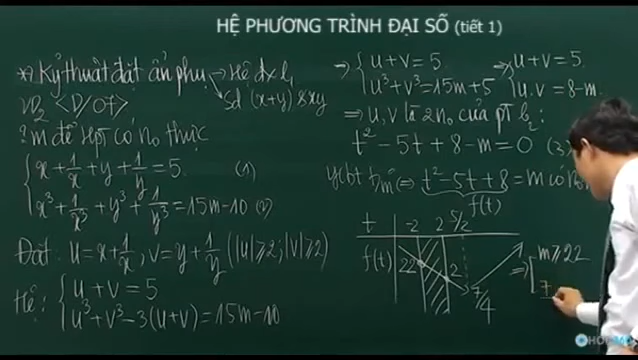 HỆ PHƯƠNG TRÌNH ĐẠI SỐ (tiết 1)
*) Kỹ thuật đặt ẩn phụ → Hệ đx l1
→ Sd (x+y) & xy
VD2 <D/07>
?m để hpt có no thực
x + 1/x + y + 1/y = 5 (1)
x³ + 1/x³ + y³ + 1/y³ = 15m - 10 (2)
Đặt: u = x + 1/x, v = y + 1/y (|u| ≥ 2; |v| ≥ 2)
Hệ: { u + v = 5
u³ + v³ - 3(u+v) = 15m - 10
→ { u + v = 5
u³ + v³ = 15m + 5
→ { u + v = 5
u.v = 8 - m
⇒ u, v là 2 no của pt b2:
t² - 5t + 8 - m = 0 (3)
ycbt ⇔ t² - 5t + 8 = m có
f(t)
t -2 2 5/2
f(t) 22 2 7/4
⇒ [ m ≥ 22
7